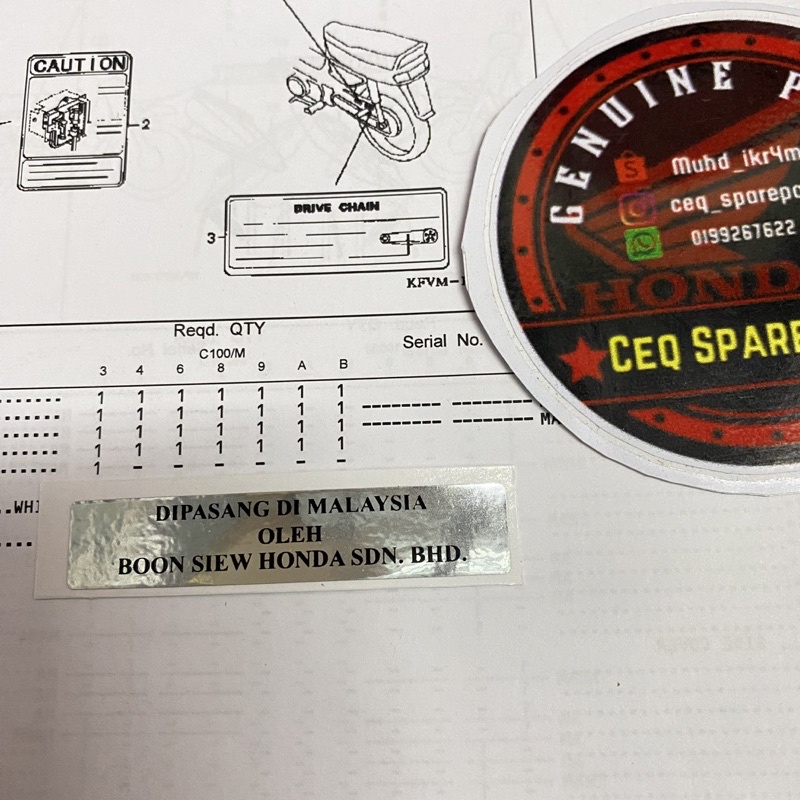 CAUTION
2
DRIVE CHAIN
3
KFVM-
Reqd. QTY
Serial No.
C100/M
3 4 6 8 9 A B
1 1 1 1 1 1 1
1 1 1 1 1 1 1
1 1 1 1 1 1 1
1 1 1 1 1 1 1
1 - - - - - -
DIPASANG DI MALAYSIA
OLEH
BOON SIEW HONDA SDN. BHD.
GENUINE P
Muhd_ikr4m
ceq_sparepa
0199267622
HOND
CEQ SPARE